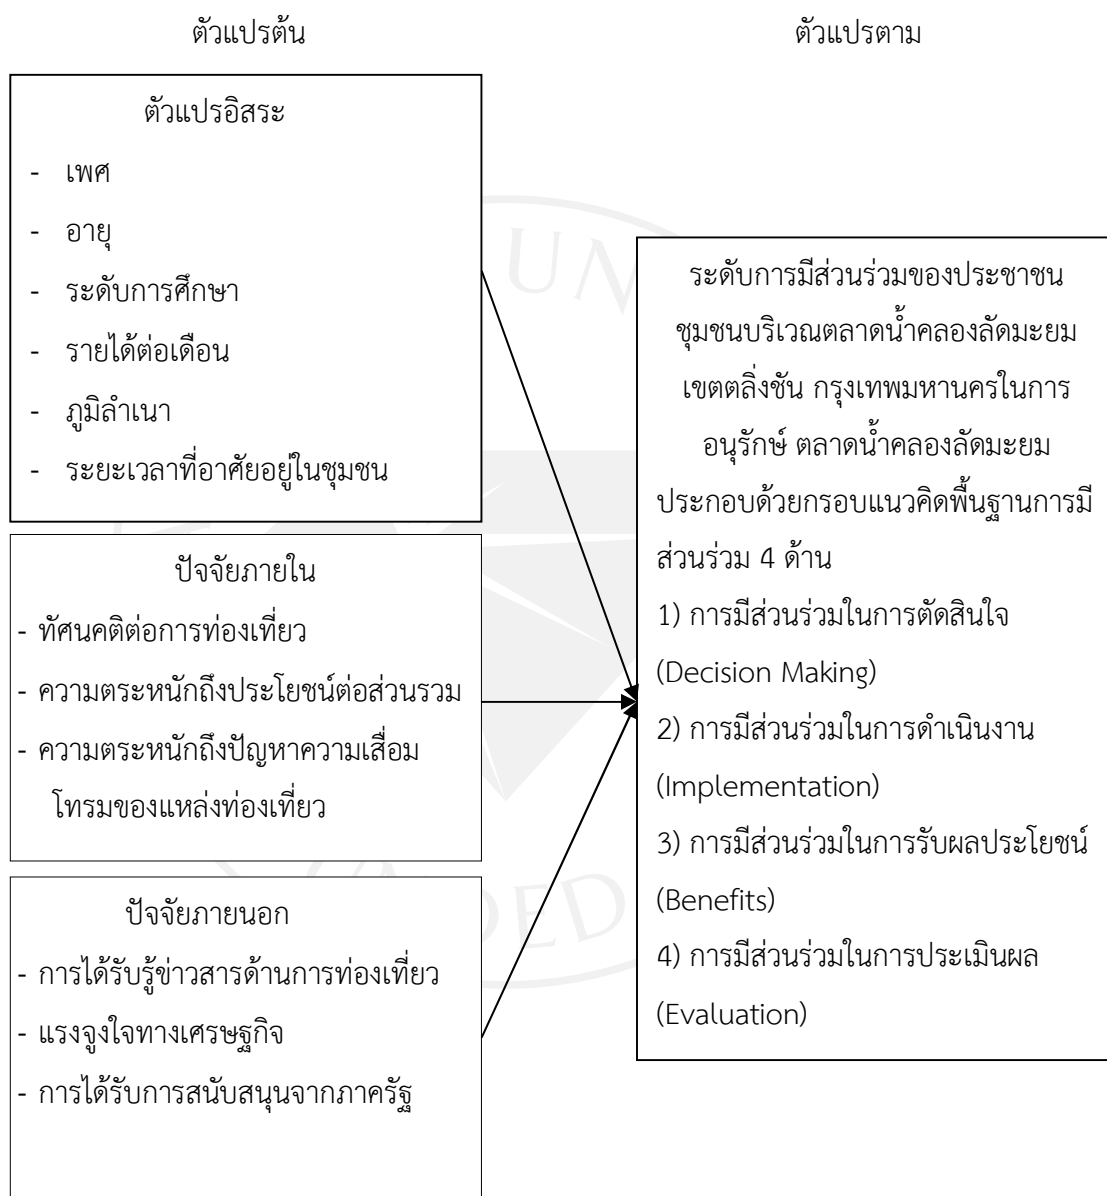 ตัวแปรต้น
ตัวแปรตาม
ตัวแปรอิสระ
- เพศ
- อายุ
- ระดับการศึกษา
- รายได้ต่อเดือน
- ภูมิลำเนา
- ระยะเวลาที่อาศัยอยู่ในชุมชน
ปัจจัยภายใน
- ทัศนคติต่อการท่องเที่ยว
- ความตระหนักถึงประโยชน์ต่อส่วนรวม
- ความตระหนักถึงปัญหาความเสื่อม
โทรมของแหล่งท่องเที่ยว
ปัจจัยภายนอก
- การได้รับรู้ข่าวสารด้านการท่องเที่ยว
- แรงจูงใจทางเศรษฐกิจ
- การได้รับการสนับสนุนจากภาครัฐ
ระดับการมีส่วนร่วมของประชาชน
ชุมชนบริเวณตลาดน้ำคลองลัดมะยม
เขตตลิ่งชัน กรุงเทพมหานครในการ
อนุรักษ์ ตลาดน้ำคลองลัดมะยม
ประกอบด้วยกรอบแนวคิดพื้นฐานการมี
ส่วนร่วม 4 ด้าน
1) การมีส่วนร่วมในการตัดสินใจ
(Decision Making)
2) การมีส่วนร่วมในการดำเนินงาน
(Implementation)
3) การมีส่วนร่วมในการรับผลประโยชน์
(Benefits)
4) การมีส่วนร่วมในการประเมินผล
(Evaluation)